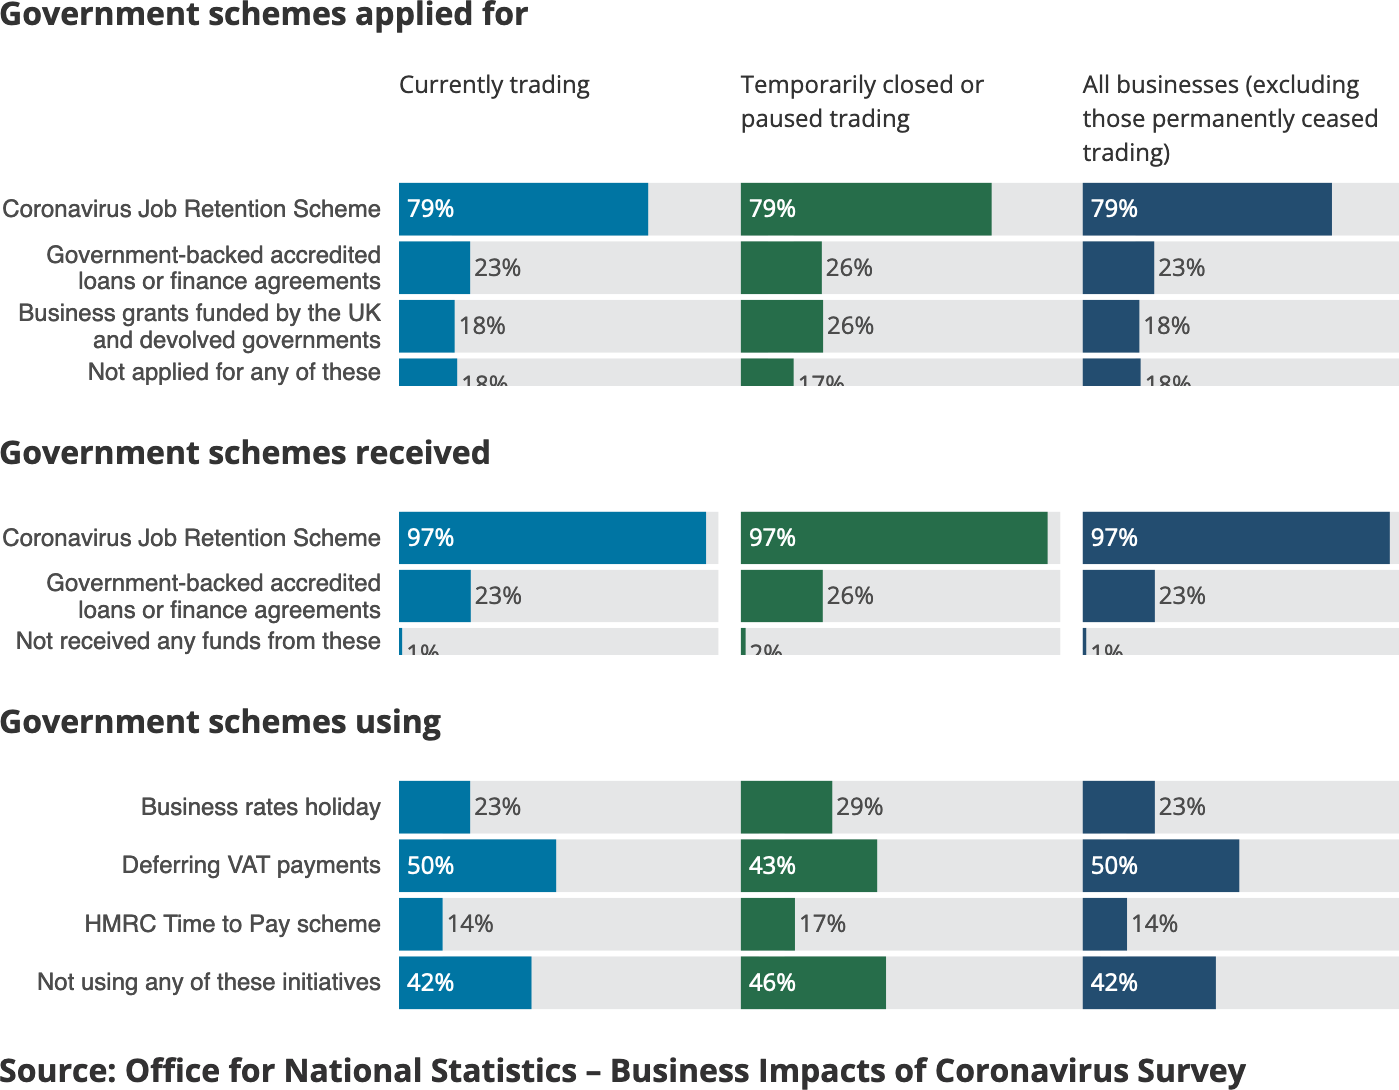 Government schemes applied for
Currently trading
Temporarily closed or
paused trading
All businesses (excluding
those permanently ceased
trading)
Coronavirus Job Retention Scheme
79%
79%
79%
Government-backed accredited
loans or finance agreements
23%
26%
23%
Business grants funded by the UK
and devolved governments
18%
26%
18%
Not applied for any of these
18%
17%
18%
Government schemes received
Coronavirus Job Retention Scheme
97%
97%
97%
Government-backed accredited
loans or finance agreements
23%
26%
23%
Not received any funds from these
1%
2%
1%
Government schemes using
Business rates holiday
23%
29%
23%
Deferring VAT payments
50%
43%
50%
HMRC Time to Pay scheme
14%
17%
14%
Not using any of these initiatives
42%
46%
42%
Source: Office for National Statistics – Business Impacts of Coronavirus Survey